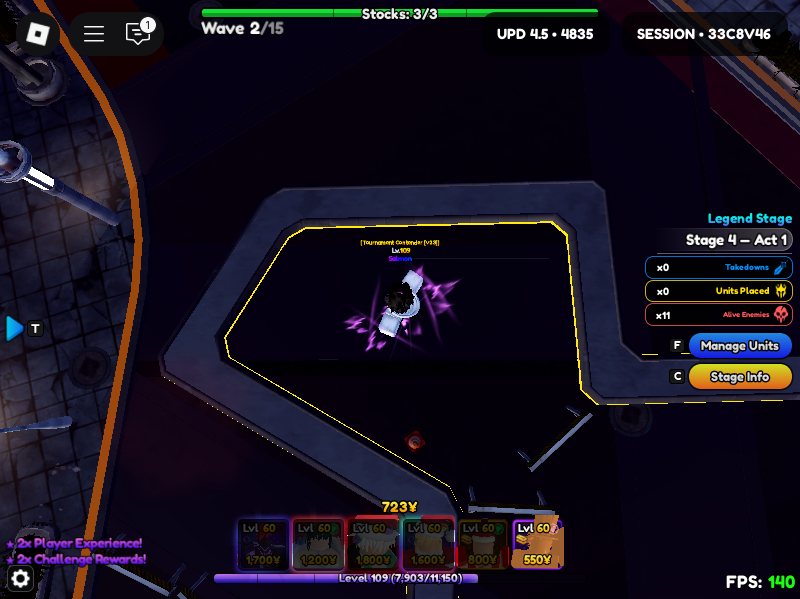 1
Stocks: 3/3
Wave 2/15
UPD 4.5 • 4835
SESSION • 33C8V46
Legend Stage
Stage 4 – Act 1
x0 Takedowns
x0 Units Placed
x11 Alive Enemies
F Manage Units
C Stage Info
T
[Tournament Contender [V23]]
Lv.109
723¥
Lvl 60
Lvl 60
Lvl 60
Lvl 60
Lvl 60
Lvl 60
1,700¥
1,200¥
1,800¥
1,600¥
800¥
550¥
Level 109 (7,903/11,150)
2x Player Experience!
2x Challenge Rewards!
FPS: 140